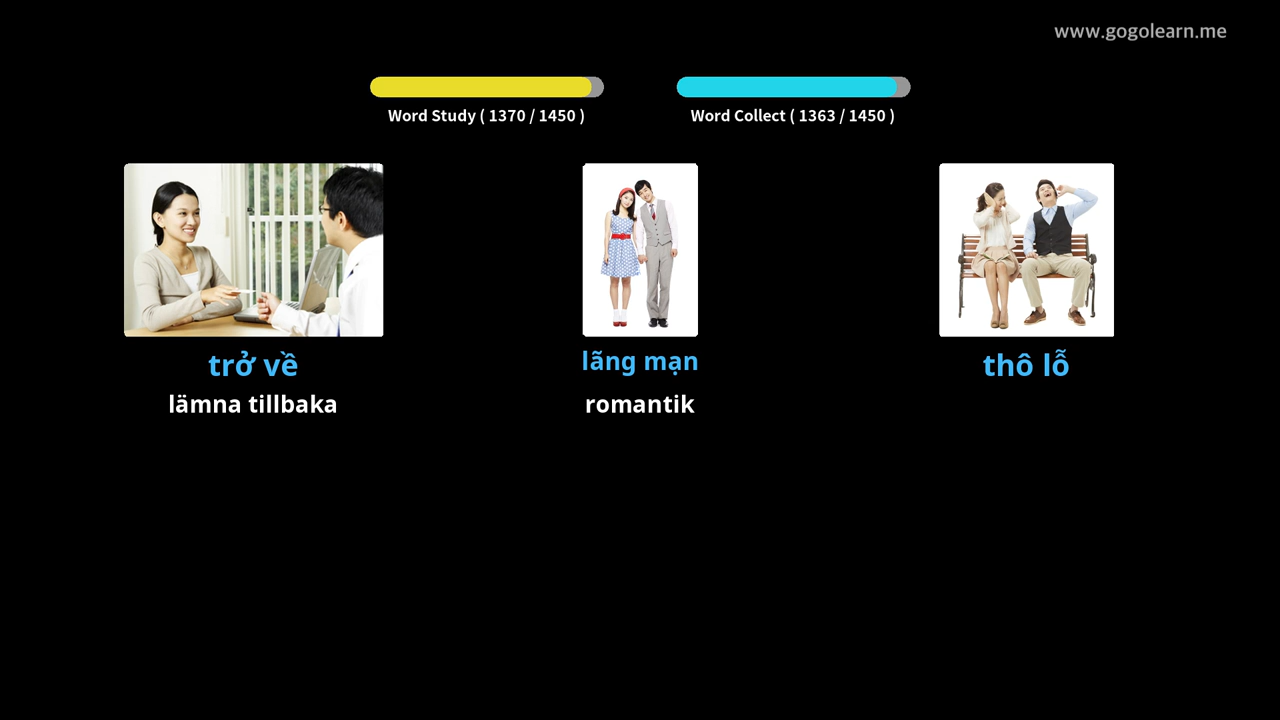 www.gogolearn.me
Word Study ( 1370 / 1450 )
Word Collect ( 1363 / 1450 )
trở về
lämna tillbaka
lãng mạn
romantik
thô lỗ